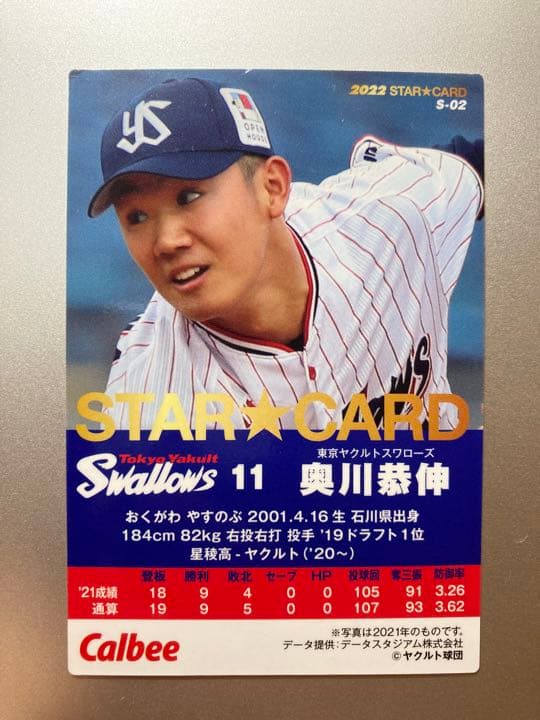 YS
OPEN
HOUSE
2022 STAR★CARD
S-02
STAR★CARD
Tokyo Yakult
Swallows
11
東京ヤクルトスワローズ
奥川恭伸
おくがわ やすのぶ 2001.4.16 生 石川県出身
184cm 82kg 右投右打 投手 '19ドラフト1位
星稜高 - ヤクルト('20〜)
登板 勝利 敗北 セーブ HP 投球回 奪三振 防御率
'21成績 18 9 4 0 0 105 91 3.26
通算 19 9 5 0 0 107 93 3.62
Calbee
※写真は2021年のものです。
データ提供:データスタジアム株式会社
©ヤクルト球団